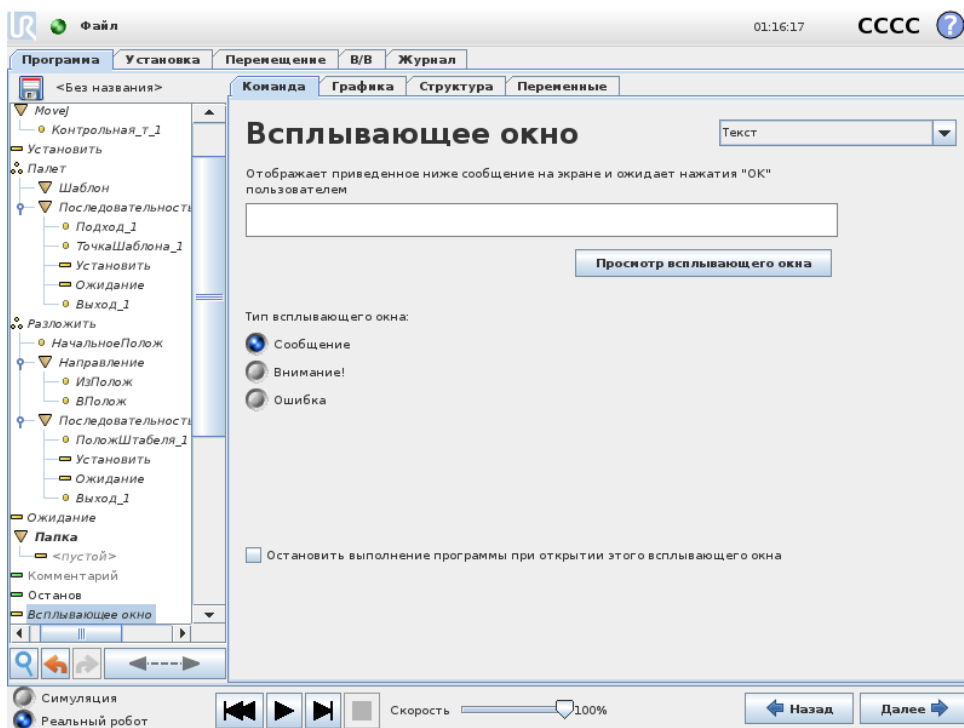 UR Файл 01:16:17 CCCC ?
Программа Установка Перемещение В/В Журнал
<Без названия>
Команда Графика Структура Переменные
MoveJ
Контрольная_т_1
Установить
Палет
Шаблон
Последовательность
Подход_1
ТочкаШаблона_1
Установить
Ожидание
Выход_1
Разложить
НачальноеПолож
Направление
ИзПолож
ВПолож
Последовательность
ПоложШтабеля_1
Установить
Ожидание
Выход_1
Ожидание
Папка
<пустой>
Комментарий
Останов
Всплывающее окно
Всплывающее окно
Текст
Отображает приведенное ниже сообщение на экране и ожидает нажатия "ОК"
пользователем
Просмотр всплывающего окна
Тип всплывающего окна:
Сообщение
Внимание!
Ошибка
Остановить выполнение программы при открытии этого всплывающего окна
Симуляция
Реальный робот
Скорость 100%
Назад Далее